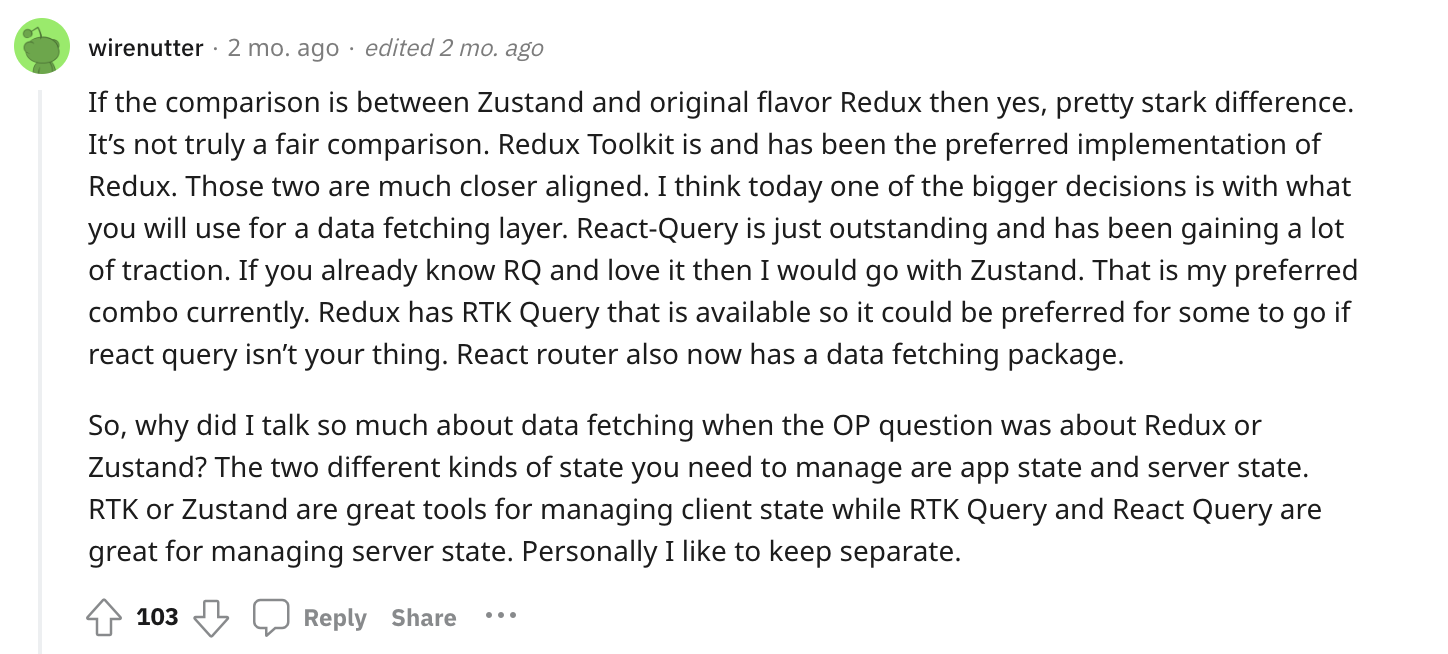 wirenutter · 2 mo. ago · edited 2 mo. ago
If the comparison is between Zustand and original flavor Redux then yes, pretty stark difference.
It’s not truly a fair comparison. Redux Toolkit is and has been the preferred implementation of
Redux. Those two are much closer aligned. I think today one of the bigger decisions is with what
you will use for a data fetching layer. React-Query is just outstanding and has been gaining a lot
of traction. If you already know RQ and love it then I would go with Zustand. That is my preferred
combo currently. Redux has RTK Query that is available so it could be preferred for some to go if
react query isn’t your thing. React router also now has a data fetching package.
So, why did I talk so much about data fetching when the OP question was about Redux or
Zustand? The two different kinds of state you need to manage are app state and server state.
RTK or Zustand are great tools for managing client state while RTK Query and React Query are
great for managing server state. Personally I like to keep separate.
103 Reply Share ···